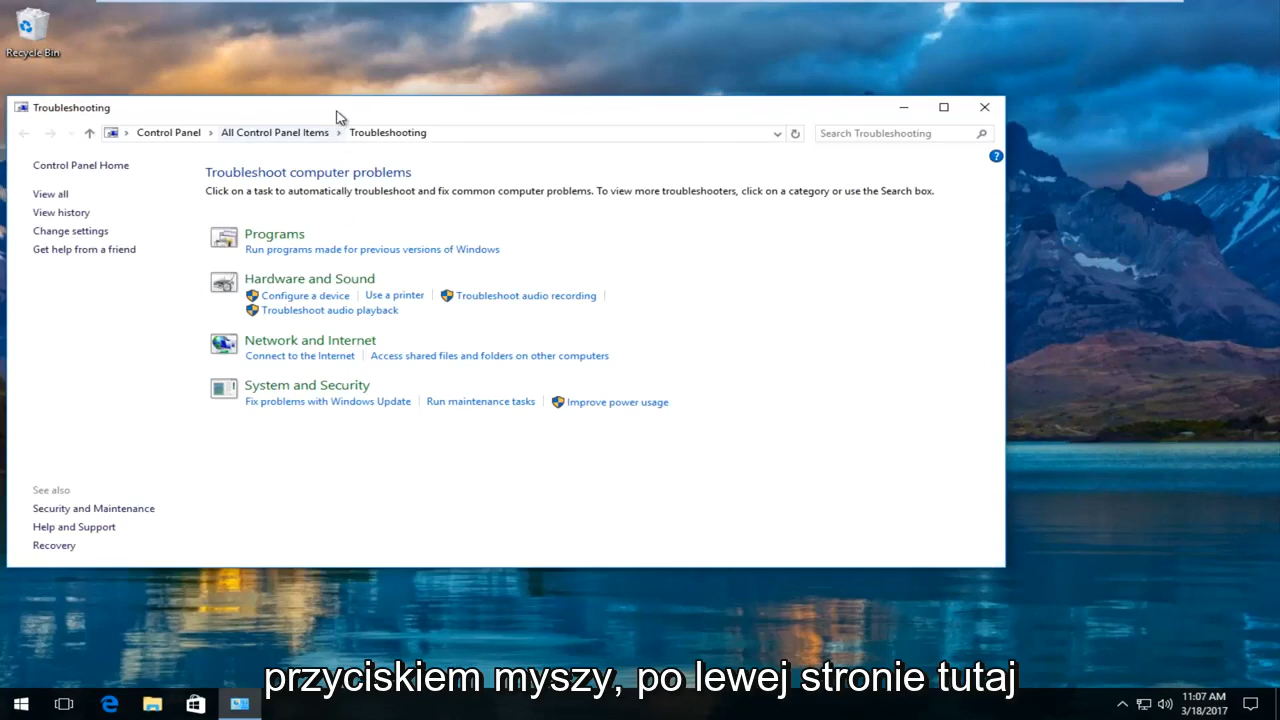 Recycle Bin
Troubleshooting
Control Panel > All Control Panel Items > Troubleshooting
Search Troubleshooting
Control Panel Home
View all
View history
Change settings
Get help from a friend
See also
Security and Maintenance
Help and Support
Recovery
Troubleshoot computer problems
Click on a task to automatically troubleshoot and fix common computer problems. To view more troubleshooters, click on a category or use the Search box.
Programs
Run programs made for previous versions of Windows
Hardware and Sound
Configure a device | Use a printer | Troubleshoot audio recording |
Troubleshoot audio playback
Network and Internet
Connect to the Internet | Access shared files and folders on other computers
System and Security
Fix problems with Windows Update | Run maintenance tasks | Improve power usage
przyciskiem myszy, po lewej stronie tutaj
11:07 AM
3/18/2017